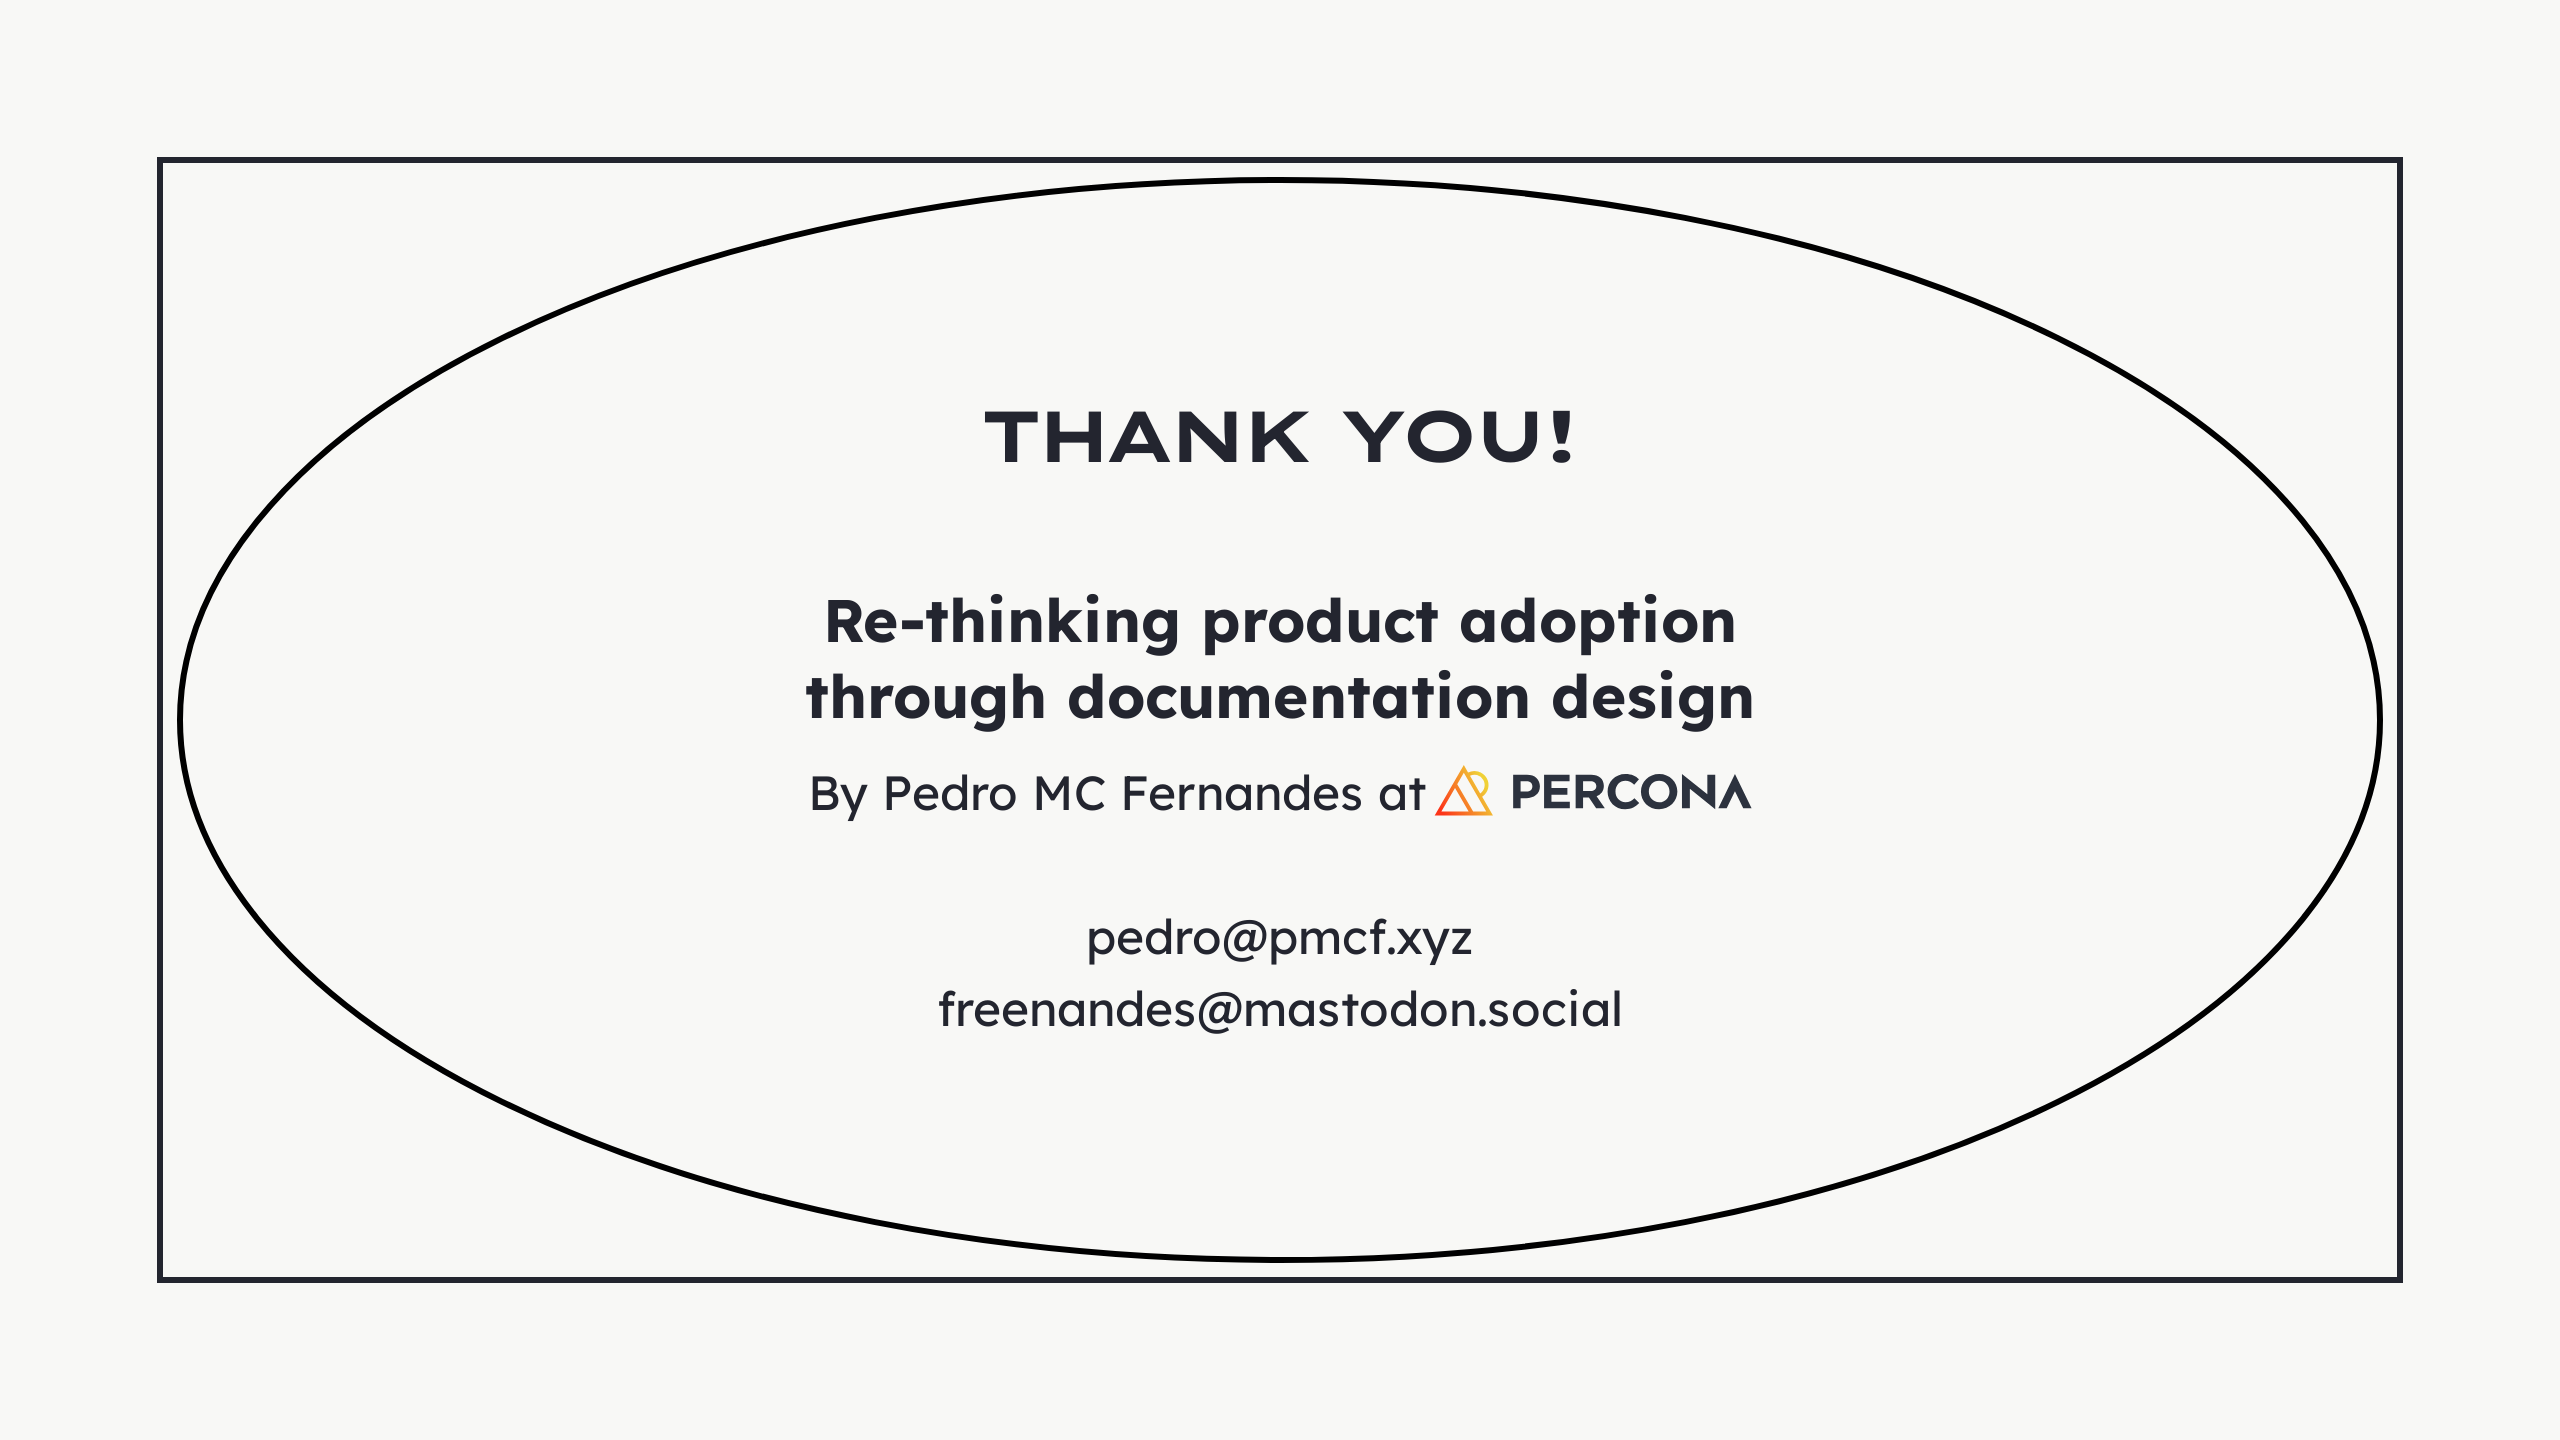 THANK YOU!
Re-thinking product adoption
through documentation design
By Pedro MC Fernandes at PERCONA
pedro@pmcf.xyz
freenandes@mastodon.social